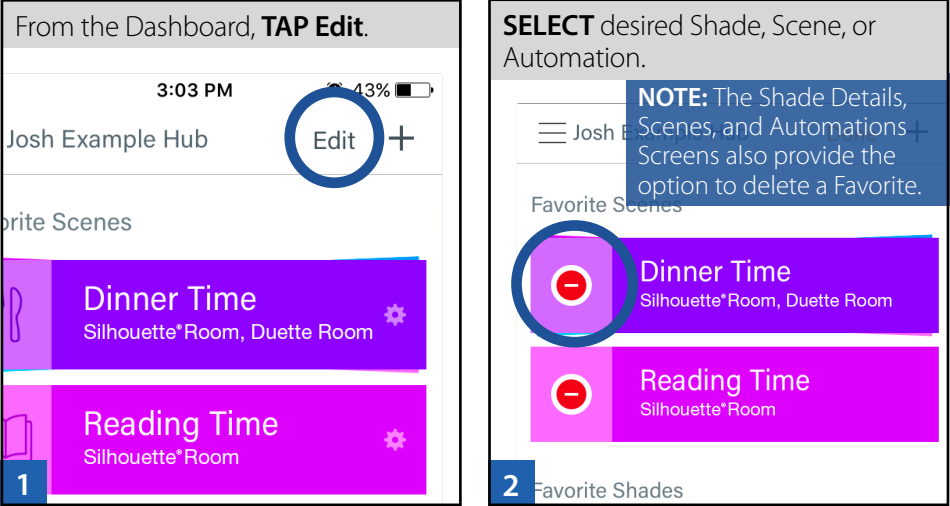 From the Dashboard, TAP Edit.
3:03 PM
43%
Josh Example Hub
Edit
orite Scenes
Dinner Time
Silhouette® Room, Duette Room
Reading Time
Silhouette® Room
1
SELECT desired Shade, Scene, or
Automation.
NOTE: The Shade Details,
Scenes, and Automations
Screens also provide the
option to delete a Favorite.
Josh
Favorite Scenes
Dinner Time
Silhouette® Room, Duette Room
Reading Time
Silhouette® Room
2
Favorite Shades